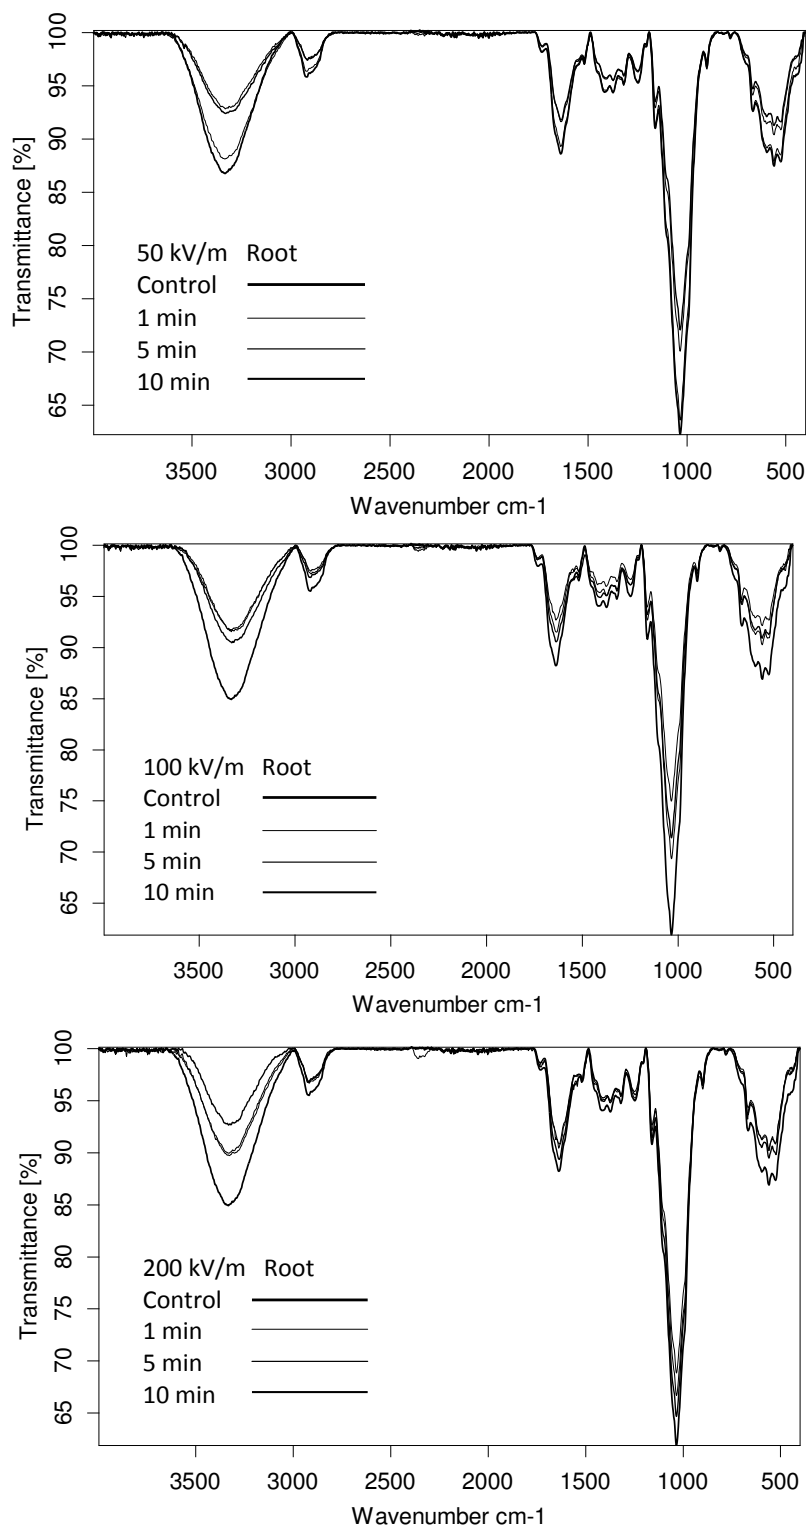 100
95
90
85
80
75
70
65
Transmittance [%]
50 kV/m Root
Control
1 min
5 min
10 min
3500 3000 2500 2000 1500 1000 500
Wavenumber cm-1
100
95
90
85
80
75
70
65
Transmittance [%]
100 kV/m Root
Control
1 min
5 min
10 min
3500 3000 2500 2000 1500 1000 500
Wavenumber cm-1
100
95
90
85
80
75
70
65
Transmittance [%]
200 kV/m Root
Control
1 min
5 min
10 min
3500 3000 2500 2000 1500 1000 500
Wavenumber cm-1